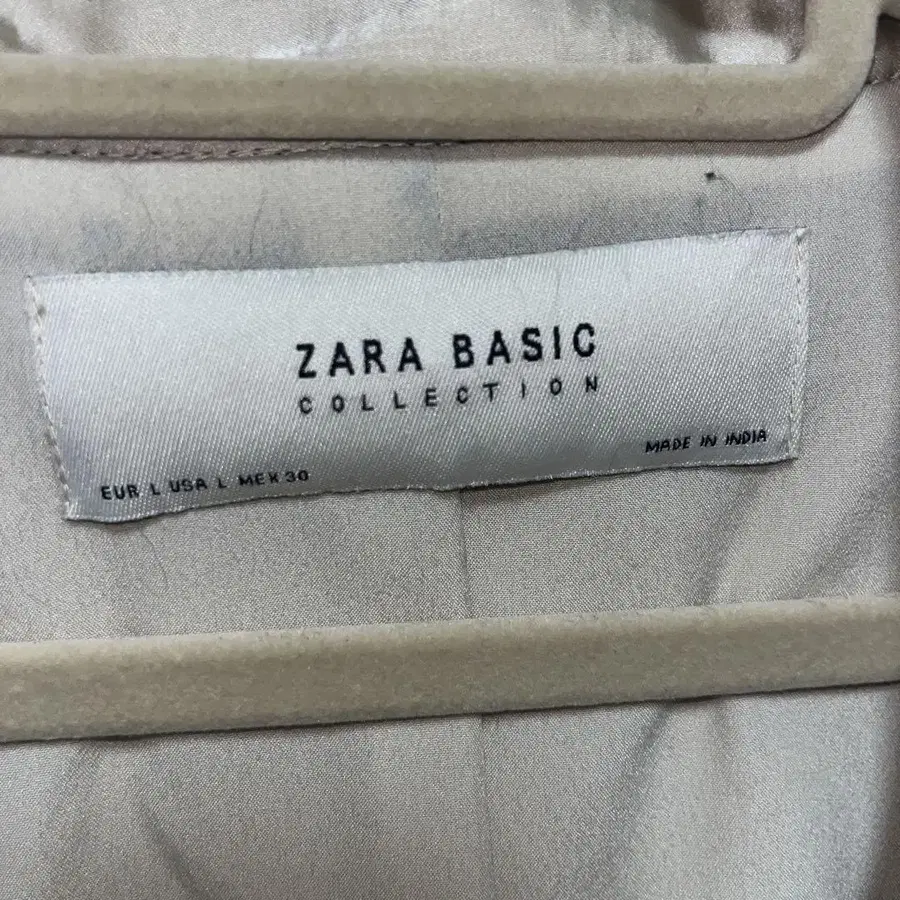 ZARA BASIC
COLLECTION
MADE IN INDIA
EUR L USA L MEX 30